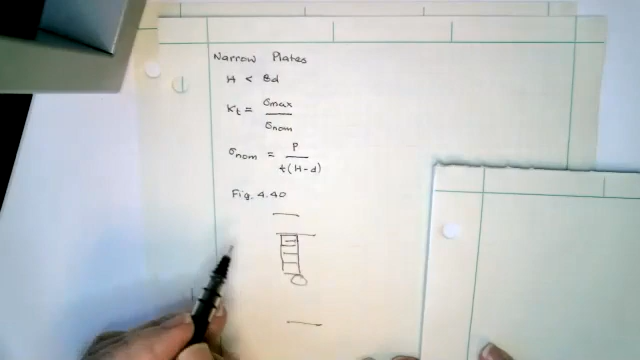 Narrow Plates
H < 8d
Kt = σmax / σnom
σnom = P / t(H-d)
Fig. 4.40